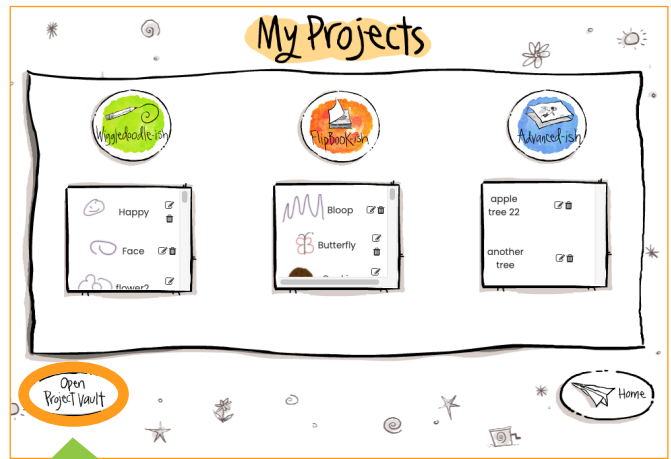 My Projects
Wiggledoodle-ish
FlipBook-ish
Advanced-ish
Happy
Face
flower2
Bloop
Butterfly
apple
tree 22
another
tree
Open
Project Vault
Home